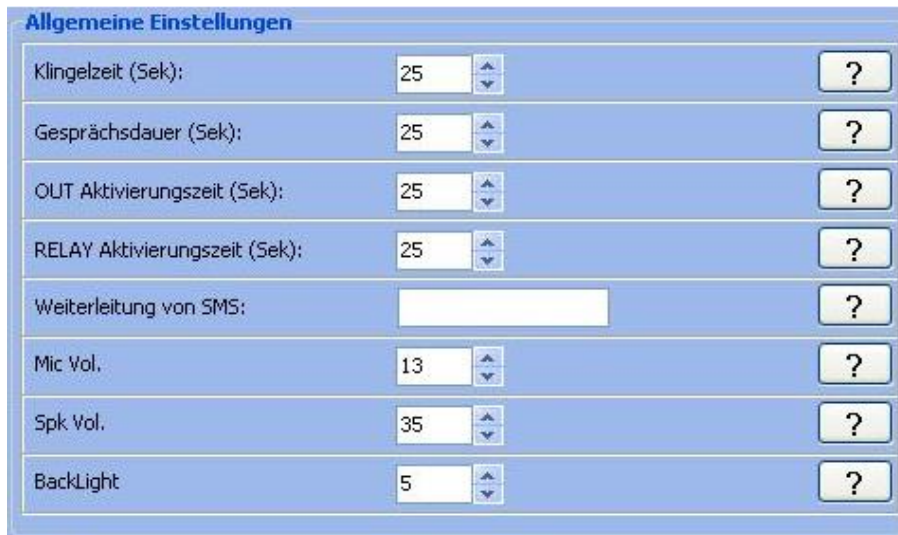 Allgemeine Einstellungen
Klingelzeit (Sek): 25 ?
Gesprächsdauer (Sek): 25 ?
OUT Aktivierungszeit (Sek): 25 ?
RELAY Aktivierungszeit (Sek): 25 ?
Weiterleitung von SMS: ?
Mic Vol. 13 ?
Spk Vol. 35 ?
BackLight 5 ?